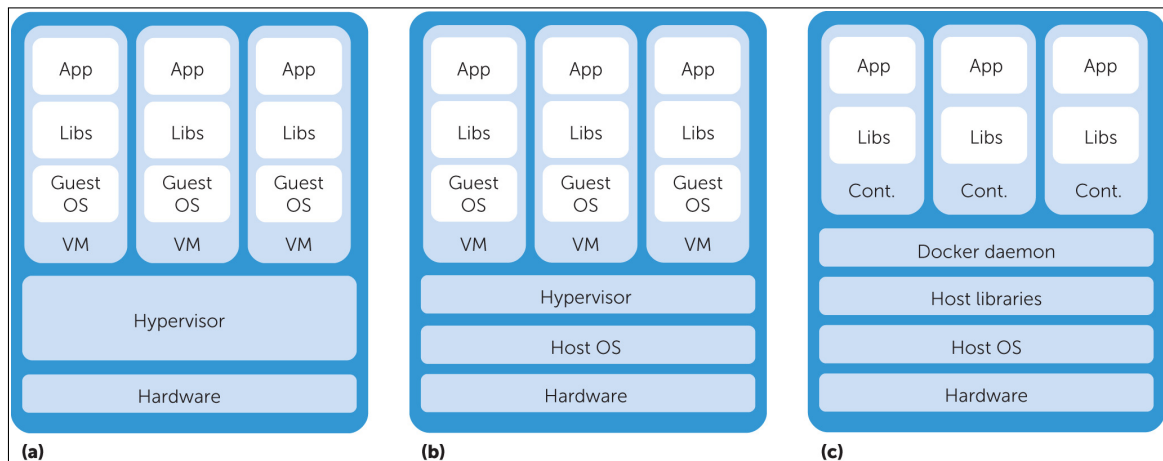 App App App
Libs Libs Libs
Guest OS Guest OS Guest OS
VM VM VM
Hypervisor
Hardware
(a)
App App App
Libs Libs Libs
Guest OS Guest OS Guest OS
VM VM VM
Hypervisor
Host OS
Hardware
(b)
App App App
Libs Libs Libs
Cont. Cont. Cont.
Docker daemon
Host libraries
Host OS
Hardware
(c)